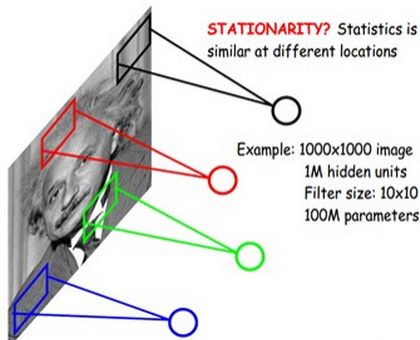 STATIONARITY? Statistics is
similar at different locations
Example: 1000x1000 image
1M hidden units
Filter size: 10x10
100M parameters